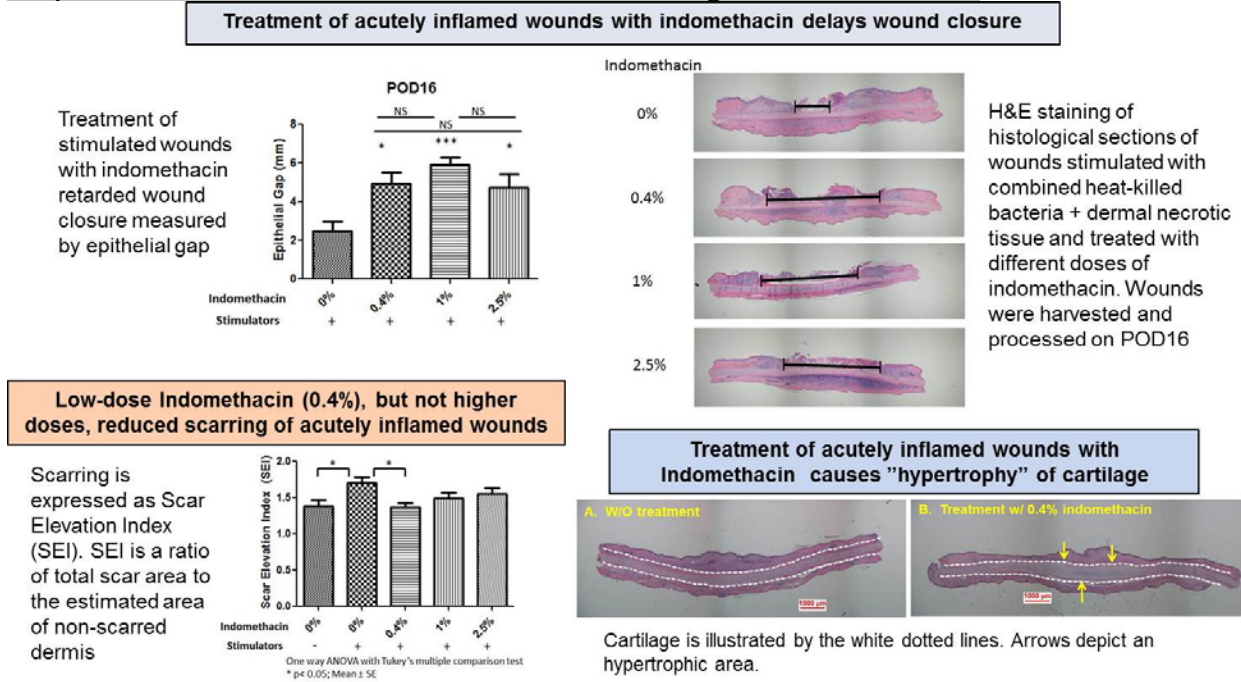 Treatment of acutely inflamed wounds with indomethacin delays wound closure
Treatment of
stimulated wounds
with indomethacin
retarded wound
closure measured
by epithelial gap
POD16
NS
NS
NS
*
***
*
Epithelial Gap (mm)
8
6
4
2
0
Indomethacin
0%
0.4%
1%
2.5%
Stimulators
+
+
+
+
Indomethacin
0%
0.4%
1%
2.5%
H&E staining of
histological sections of
wounds stimulated with
combined heat-killed
bacteria + dermal necrotic
tissue and treated with
different doses of
indomethacin. Wounds
were harvested and
processed on POD16
Low-dose Indomethacin (0.4%), but not higher
doses, reduced scarring of acutely inflamed wounds
Scarring is
expressed as Scar
Elevation Index
(SEI). SEI is a ratio
of total scar area to
the estimated area
of non-scarred
dermis
Scar Elevation Index (SEI)
2.0
1.5
1.0
0.5
0.0
*
*
Indomethacin
0%
0%
0.4%
1%
2.5%
Stimulators
-
+
+
+
+
One way ANOVA with Tukey's multiple comparison test
* p< 0.05; Mean ± SE
Treatment of acutely inflamed wounds with
Indomethacin causes "hypertrophy" of cartilage
A. W/O treatment
1000 µm
B. Treatment w/ 0.4% indomethacin
1000 µm
Cartilage is illustrated by the white dotted lines. Arrows depict an
hypertrophic area.